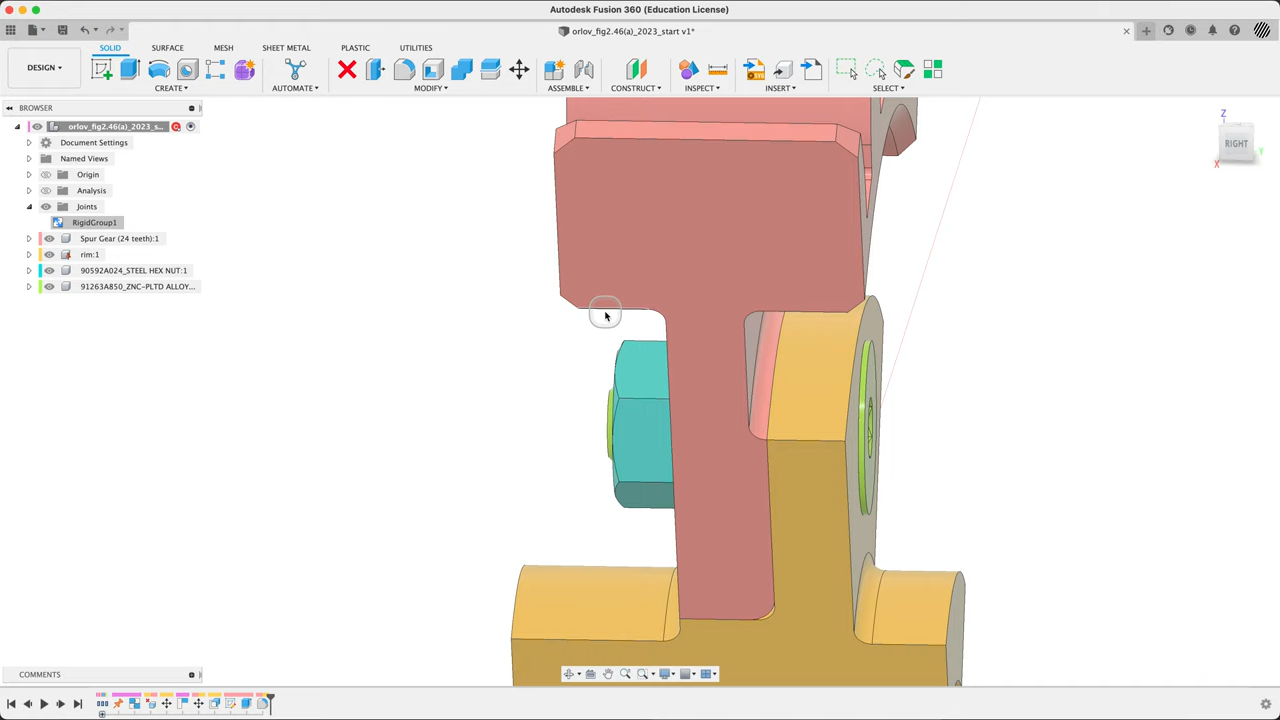 Autodesk Fusion 360 (Education License)
orlov_fig2.46(a)_2023_start v1*
SOLID SURFACE MESH SHEET METAL PLASTIC UTILITIES
DESIGN
CREATE AUTOMATE MODIFY ASSEMBLE CONSTRUCT INSPECT INSERT SELECT
BROWSER
orlov_fig2.46(a)_2023_s...
Document Settings
Named Views
Origin
Analysis
Joints
RigidGroup1
Spur Gear (24 teeth):1
rim:1
90592A024_STEEL HEX NUT:1
91263A850_ZNC-PLTD ALLOY...
Z
RIGHT
X
Y
COMMENTS